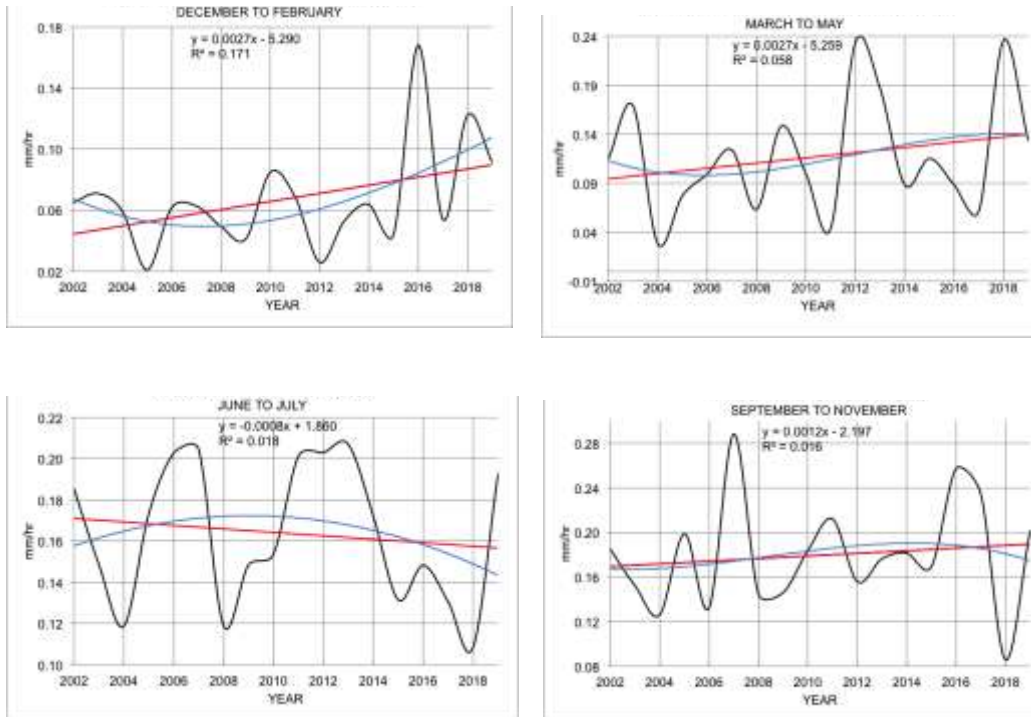 DECEMBER TO FEBRUARY
y = 0.0027x - 5.290
R² = 0.171
0.18
0.14
0.10
0.06
0.02
mm/hr
2002 2004 2006 2008 2010 2012 2014 2016 2018
YEAR
MARCH TO MAY
y = 0.0027x - 5.259
R² = 0.058
0.24
0.19
0.14
0.09
0.04
-0.01
mm/hr
2002 2004 2006 2008 2010 2012 2014 2016 2018
YEAR
JUNE TO JULY
y = -0.0008x + 1.860
R² = 0.018
0.22
0.20
0.18
0.16
0.14
0.12
0.10
mm/hr
2002 2004 2006 2008 2010 2012 2014 2016 2018
YEAR
SEPTEMBER TO NOVEMBER
y = 0.0012x - 2.197
R² = 0.016
0.28
0.24
0.20
0.16
0.12
0.08
mm/hr
2002 2004 2006 2008 2010 2012 2014 2016 2018
YEAR